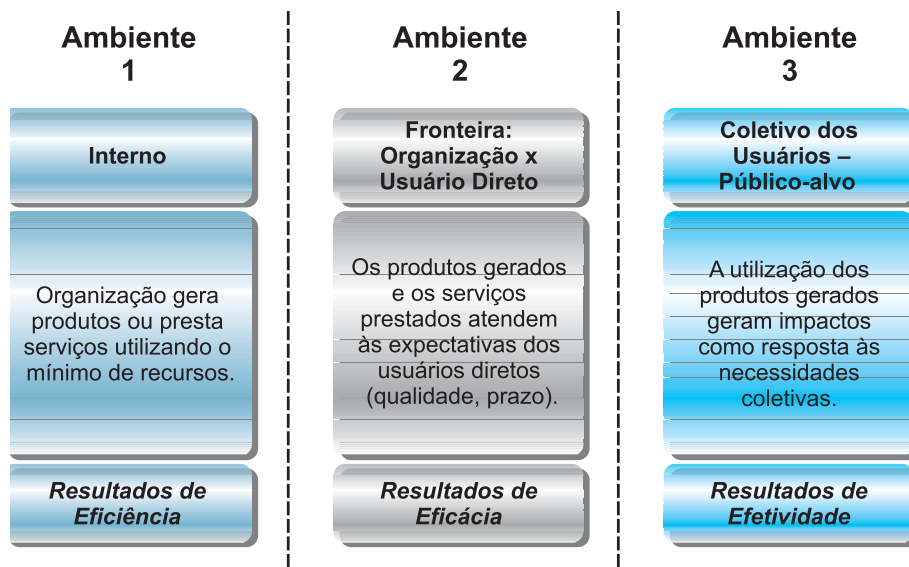 Ambiente
1
Interno
Organização gera
produtos ou presta
serviços utilizando o
mínimo de recursos.
Resultados de
Eficiência
Ambiente
2
Fronteira:
Organização x
Usuário Direto
Os produtos gerados
e os serviços
prestados atendem
às expectativas dos
usuários diretos
(qualidade, prazo).
Resultados de
Eficácia
Ambiente
3
Coletivo dos
Usuários –
Público-alvo
A utilização dos
produtos gerados
geram impactos
como resposta às
necessidades
coletivas.
Resultados de
Efetividade